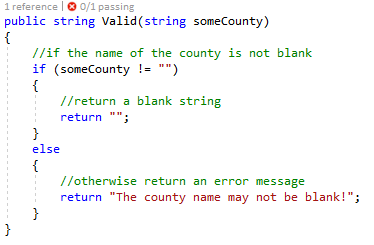 1 reference | 0/1 passing
public string Valid(string someCounty)
{
    //if the name of the county is not blank
    if (someCounty != "")
    {
        //return a blank string
        return "";
    }
    else
    {
        //otherwise return an error message
        return "The county name may not be blank!";
    }
}